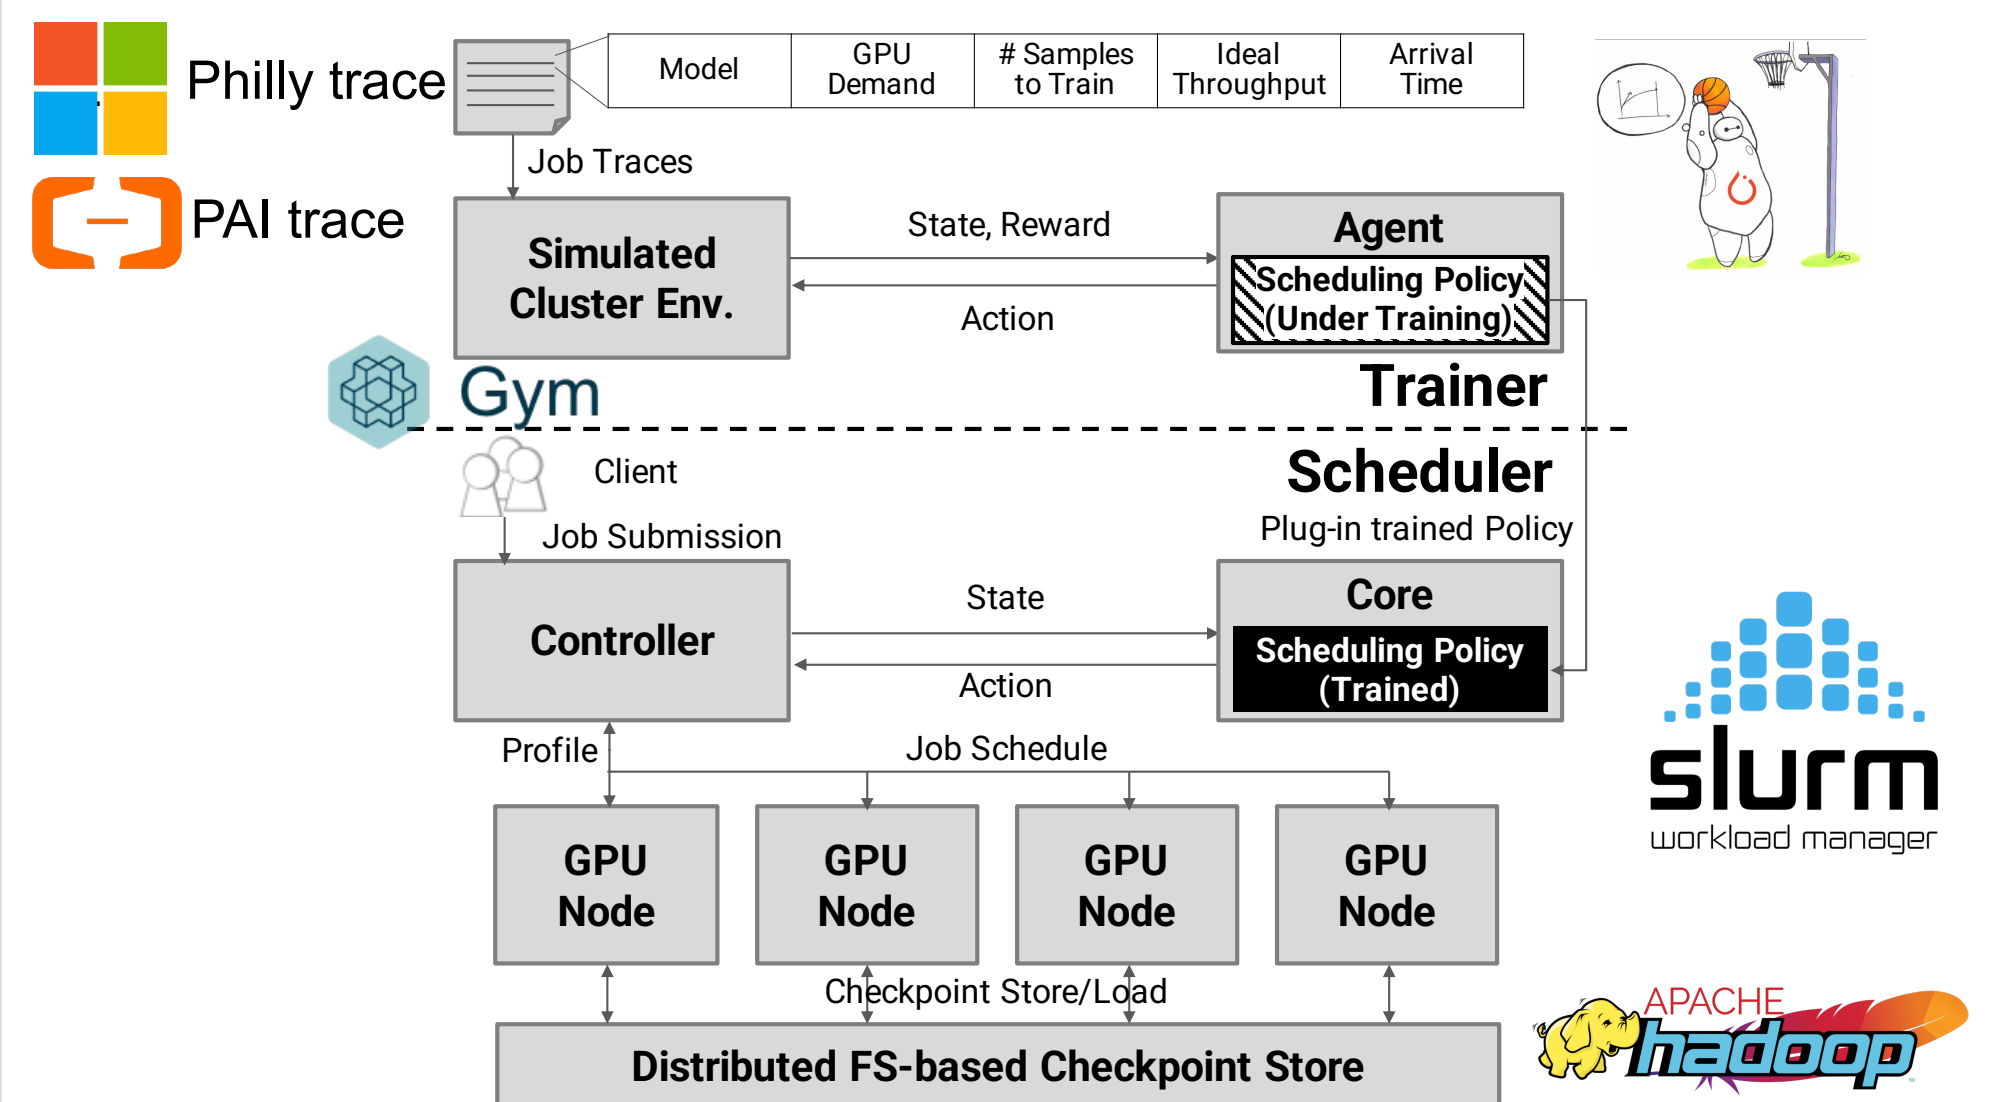 Philly trace
Model
GPU
Demand
# Samples
to Train
Ideal
Throughput
Arrival
Time
Job Traces
PAI trace
Simulated
Cluster Env.
State, Reward
Action
Agent
Scheduling Policy
(Under Training)
Gym
Trainer
Client
Scheduler
Job Submission
Plug-in trained Policy
Controller
State
Action
Core
Scheduling Policy
(Trained)
Profile
Job Schedule
GPU
Node
GPU
Node
GPU
Node
GPU
Node
slurm
workload manager
Checkpoint Store/Load
Distributed FS-based Checkpoint Store
APACHE
hadoop